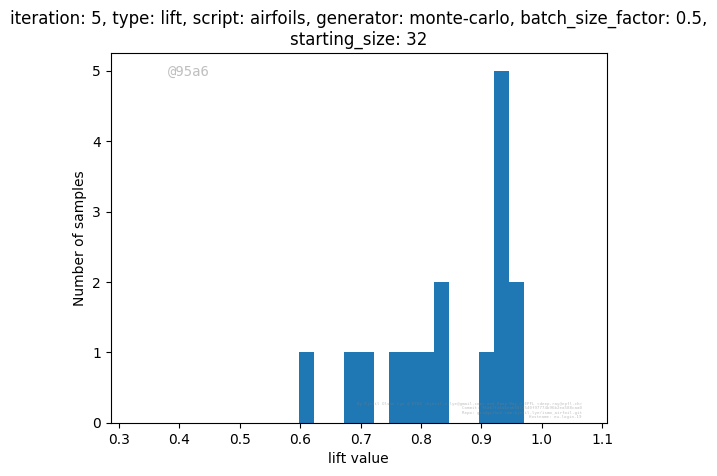 iteration: 5, type: lift, script: airfoils, generator: monte-carlo, batch_size_factor: 0.5,
starting_size: 32
@95a6
5
4
3
2
1
0
Number of samples
0.3 0.4 0.5 0.6 0.7 0.8 0.9 1.0 1.1
lift value